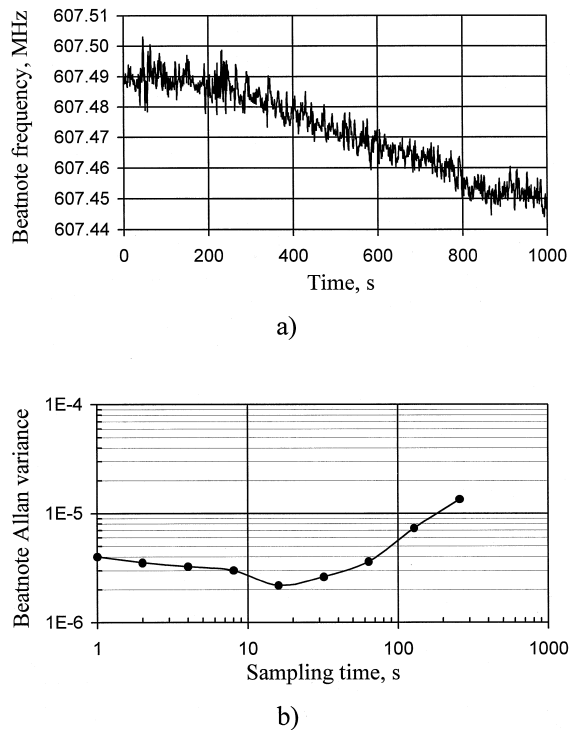 Beatnote frequency, MHz
607.51
607.50
607.49
607.48
607.47
607.46
607.45
607.44
0 200 400 600 800 1000
Time, s
a)
Beatnote Allan variance
1E-4
1E-5
1E-6
1 10 100 1000
Sampling time, s
b)